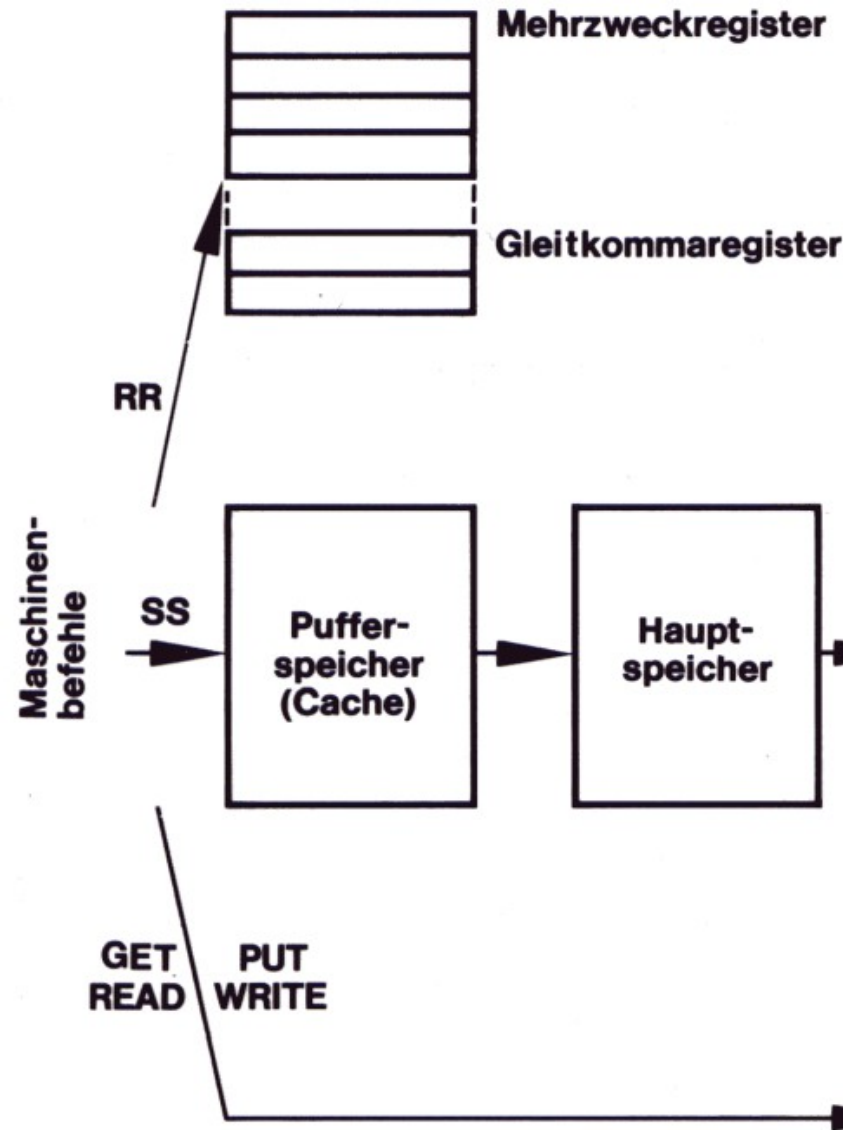 Mehrzweckregister
Gleitkommaregister
RR
Maschinen-
befehle
SS
Puffer-
speicher
(Cache)
Haupt-
speicher
GET PUT
READ WRITE